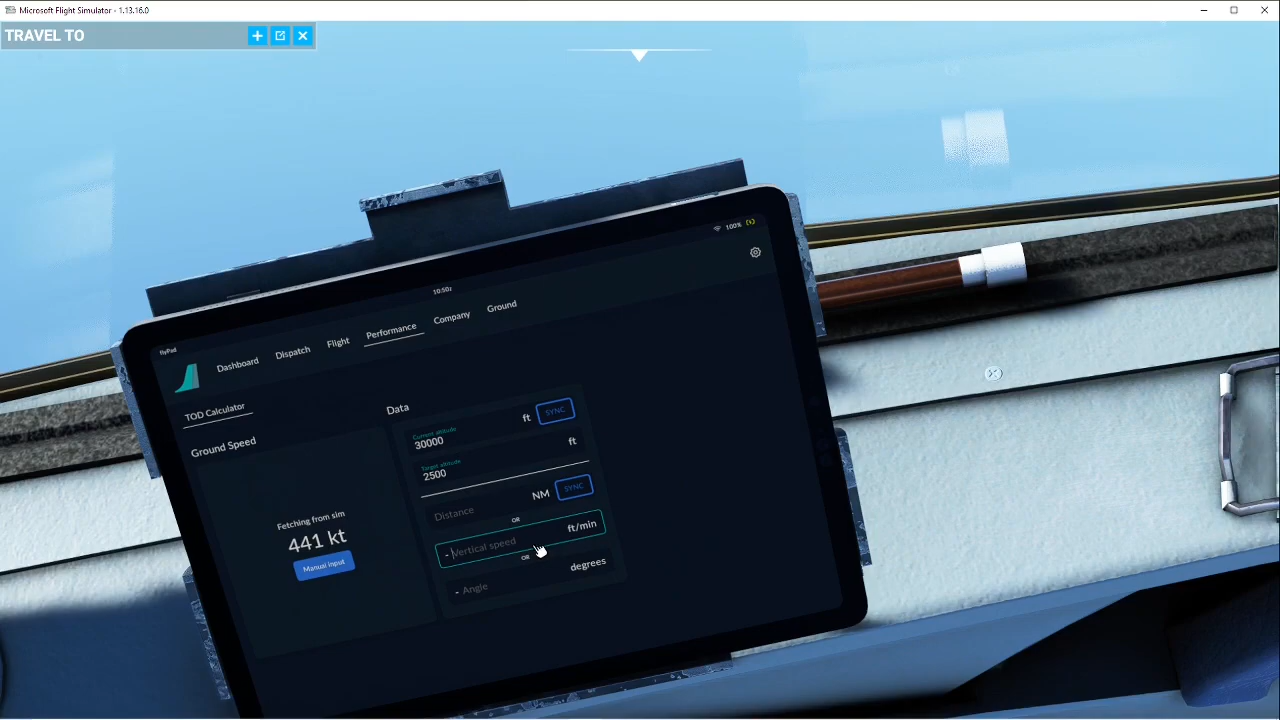 Microsoft Flight Simulator - 1.13.16.0
TRAVEL TO
flyPad
10:50z
100%
Dashboard
Dispatch
Flight
Performance
Company
Ground
TOD Calculator
Ground Speed
Fetching from sim
441 kt
Manual input
Data
Current altitude
30000
ft
SYNC
Target altitude
2500
ft
Distance
NM
SYNC
OR
- Vertical speed
ft/min
OR
- Angle
degrees